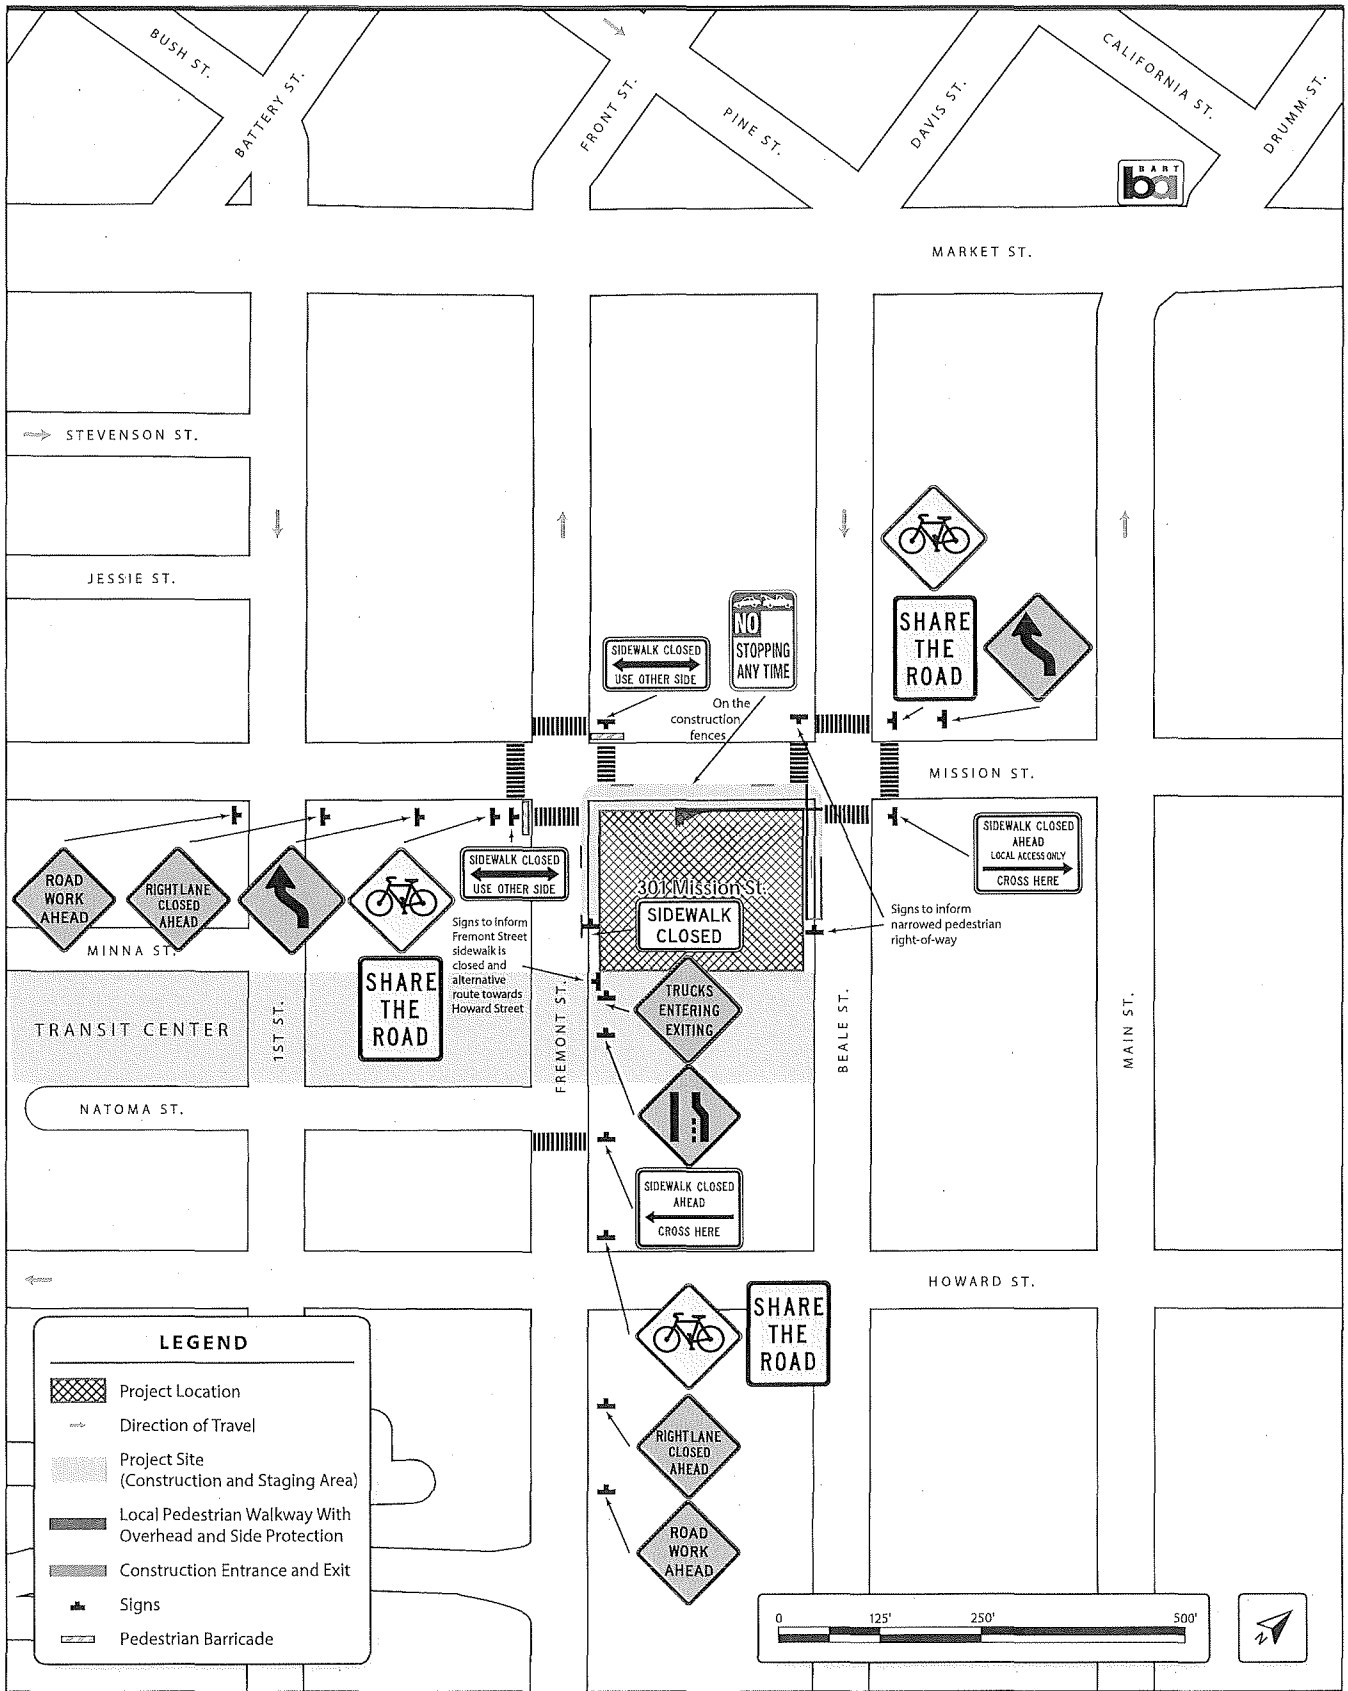 BUSH ST.
BATTERY ST.
FRONT ST.
PINE ST.
DAVIS ST.
CALIFORNIA ST.
DRUMM ST.
BART
ba
MARKET ST.
STEVENSON ST.
JESSIE ST.
SHARE
THE
ROAD
NO
STOPPING
ANY TIME
SIDEWALK CLOSED
USE OTHER SIDE
On the
construction
fences
MISSION ST.
SIDEWALK CLOSED
AHEAD
LOCAL ACCESS ONLY
CROSS HERE
ROAD
WORK
AHEAD
RIGHT LANE
CLOSED
AHEAD
SIDEWALK CLOSED
USE OTHER SIDE
301 Mission St.
SIDEWALK
CLOSED
Signs to inform
narrowed pedestrian
right-of-way
Signs to inform
Fremont Street
sidewalk is
closed and
alternative
route towards
Howard Street
MINNA ST.
SHARE
THE
ROAD
TRUCKS
ENTERING
EXITING
TRANSIT CENTER
1ST ST.
FREMONT ST.
BEALE ST.
MAIN ST.
NATOMA ST.
SIDEWALK CLOSED
AHEAD
CROSS HERE
HOWARD ST.
SHARE
THE
ROAD
RIGHT LANE
CLOSED
AHEAD
ROAD
WORK
AHEAD
LEGEND
Project Location
Direction of Travel
Project Site
(Construction and Staging Area)
Local Pedestrian Walkway With
Overhead and Side Protection
Construction Entrance and Exit
Signs
Pedestrian Barricade
0 125' 250' 500'
N